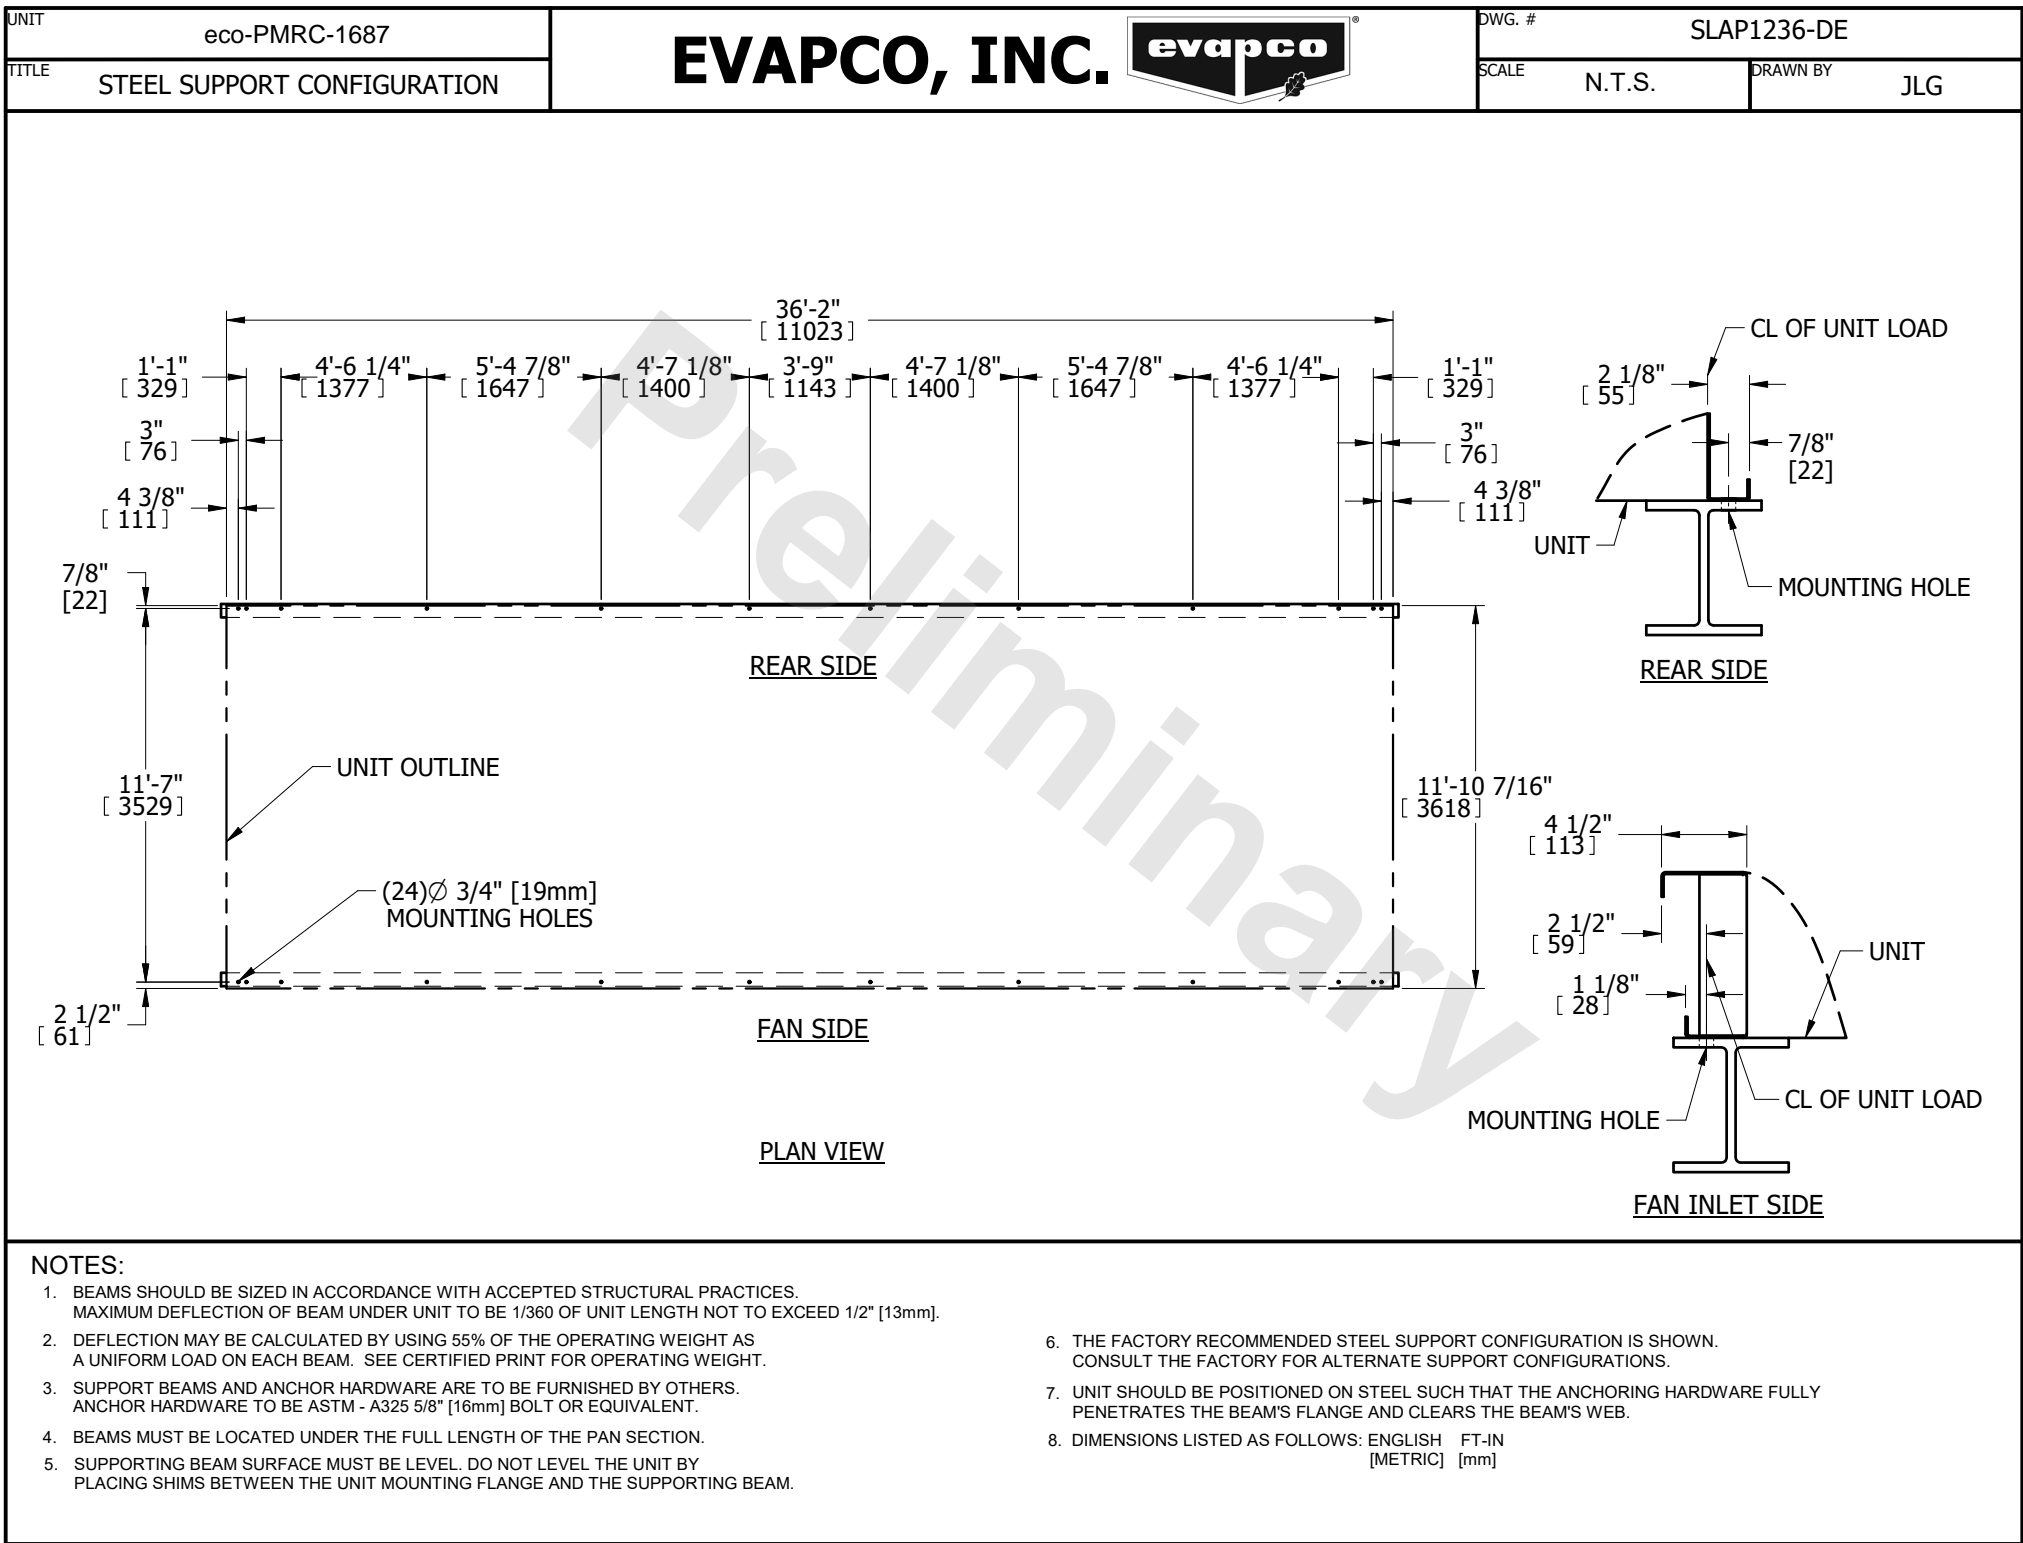 UNIT
eco-PMRC-1687
TITLE
STEEL SUPPORT CONFIGURATION
EVAPCO, INC.
evapco
®
DWG. #
SLAP1236-DE
SCALE
N.T.S.
DRAWN BY
JLG
36'-2"
[ 11023]
1'-1"
[ 329]
4'-6 1/4"
[ 1377 ]
5'-4 7/8"
[ 1647 ]
4'-7 1/8"
[ 1400 ]
3'-9"
[ 1143 ]
4'-7 1/8"
[ 1400 ]
5'-4 7/8"
[ 1647 ]
4'-6 1/4"
[ 1377 ]
1'-1"
[ 329]
3"
[ 76]
3"
[ 76]
4 3/8"
[ 111]
4 3/8"
[ 111]
7/8"
[22]
REAR SIDE
UNIT OUTLINE
11'-7"
[ 3529]
11'-10 7/16"
[ 3618]
(24)Ø 3/4" [19mm]
MOUNTING HOLES
2 1/2"
[ 61]
FAN SIDE
PLAN VIEW
Preliminary
CL OF UNIT LOAD
2 1/8"
[ 55]
7/8"
[22]
UNIT
MOUNTING HOLE
REAR SIDE
4 1/2"
[ 113]
2 1/2"
[ 59]
1 1/8"
[ 28]
UNIT
CL OF UNIT LOAD
MOUNTING HOLE
FAN INLET SIDE
NOTES:
1. BEAMS SHOULD BE SIZED IN ACCORDANCE WITH ACCEPTED STRUCTURAL PRACTICES.
MAXIMUM DEFLECTION OF BEAM UNDER UNIT TO BE 1/360 OF UNIT LENGTH NOT TO EXCEED 1/2" [13mm].
2. DEFLECTION MAY BE CALCULATED BY USING 55% OF THE OPERATING WEIGHT AS
A UNIFORM LOAD ON EACH BEAM. SEE CERTIFIED PRINT FOR OPERATING WEIGHT.
3. SUPPORT BEAMS AND ANCHOR HARDWARE ARE TO BE FURNISHED BY OTHERS.
ANCHOR HARDWARE TO BE ASTM - A325 5/8" [16mm] BOLT OR EQUIVALENT.
4. BEAMS MUST BE LOCATED UNDER THE FULL LENGTH OF THE PAN SECTION.
5. SUPPORTING BEAM SURFACE MUST BE LEVEL. DO NOT LEVEL THE UNIT BY
PLACING SHIMS BETWEEN THE UNIT MOUNTING FLANGE AND THE SUPPORTING BEAM.
6. THE FACTORY RECOMMENDED STEEL SUPPORT CONFIGURATION IS SHOWN.
CONSULT THE FACTORY FOR ALTERNATE SUPPORT CONFIGURATIONS.
7. UNIT SHOULD BE POSITIONED ON STEEL SUCH THAT THE ANCHORING HARDWARE FULLY
PENETRATES THE BEAM'S FLANGE AND CLEARS THE BEAM'S WEB.
8. DIMENSIONS LISTED AS FOLLOWS: ENGLISH FT-IN
[METRIC] [mm]